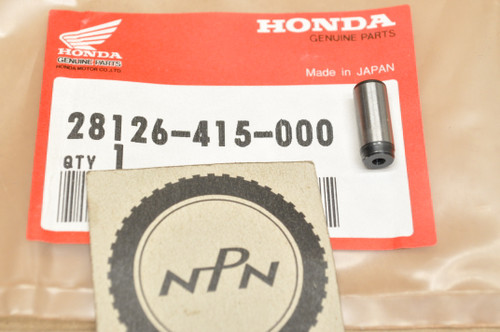 HONDA
GENUINE PARTS
HONDA MOTOR CO., LTD.
HONDA
GENUINE PARTS
Made in JAPAN
28126-415-000
QTY 1
NPN